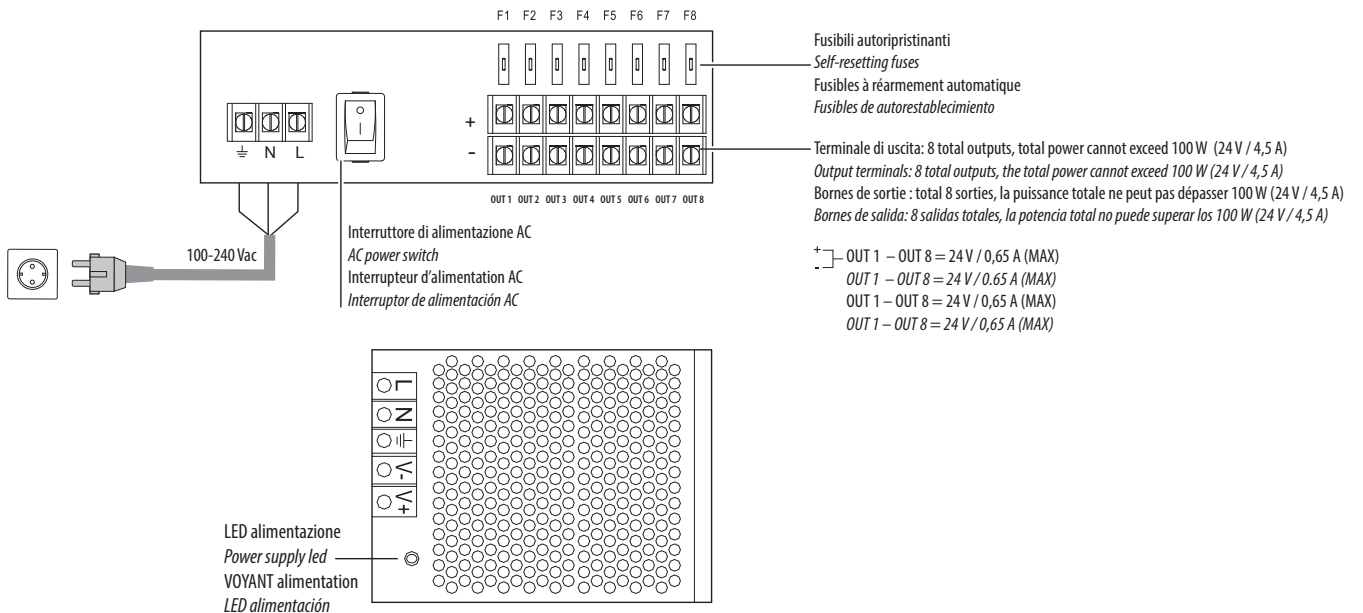 F1 F2 F3 F4 F5 F6 F7 F8
Fusibili autoripristinanti
Self-resetting fuses
Fusibles à réarmement automatique
Fusibles de autorestablecimiento
+
-
N L
Terminale di uscita: 8 total outputs, total power cannot exceed 100 W (24 V / 4,5 A)
Output terminals: 8 total outputs, the total power cannot exceed 100 W (24 V / 4,5 A)
Bornes de sortie : total 8 sorties, la puissance totale ne peut pas dépasser 100 W (24 V / 4,5 A)
Bornes de salida: 8 salidas totales, la potencia total no puede superar los 100 W (24 V / 4,5 A)
OUT 1 OUT 2 OUT 3 OUT 4 OUT 5 OUT 6 OUT 7 OUT 8
100-240 Vac
Interruttore di alimentazione AC
AC power switch
Interrupteur d'alimentation AC
Interruptor de alimentación AC
+
-
OUT 1 – OUT 8 = 24 V / 0,65 A (MAX)
OUT 1 – OUT 8 = 24 V / 0.65 A (MAX)
OUT 1 – OUT 8 = 24 V / 0,65 A (MAX)
OUT 1 – OUT 8 = 24 V / 0,65 A (MAX)
L
N
V-
V+
LED alimentazione
Power supply led
VOYANT alimentation
LED alimentación